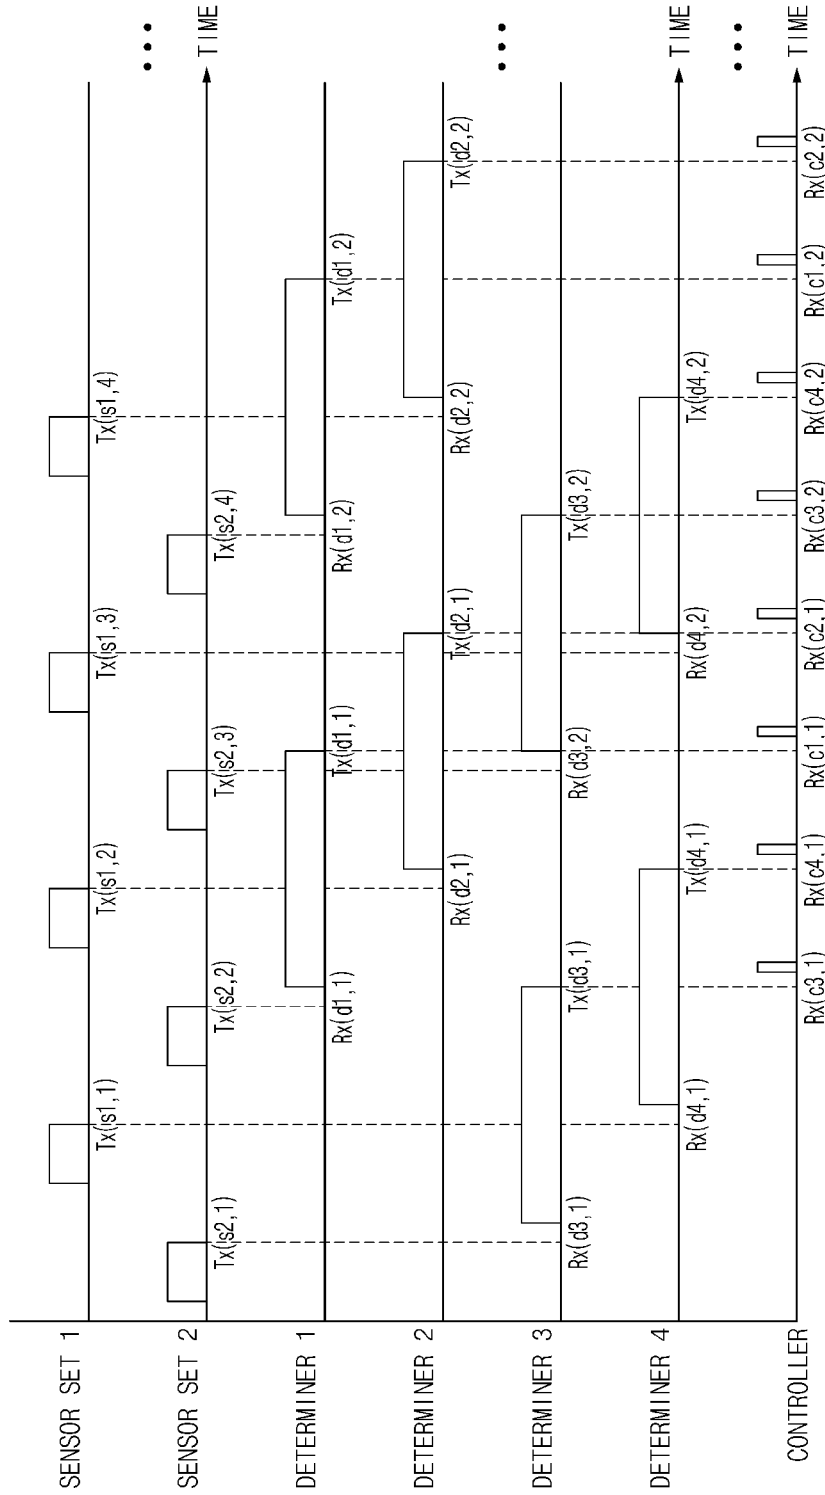 SENSOR SET 1
Tx(s1,1)
Tx(s1,2)
Tx(s1,3)
Tx(s1,4)
SENSOR SET 2
Tx(s2,1)
Tx(s2,2)
Tx(s2,3)
Tx(s2,4)
TIME
DETERMINER 1
Rx(d1,1)
Tx(d1,1)
Rx(d1,2)
Tx(d1,2)
DETERMINER 2
Rx(d2,1)
Tx(d2,1)
Rx(d2,2)
Tx(d2,2)
DETERMINER 3
Rx(d3,1)
Tx(d3,1)
Rx(d3,2)
Tx(d3,2)
DETERMINER 4
Rx(d4,1)
Tx(d4,1)
Rx(d4,2)
Tx(d4,2)
TIME
CONTROLLER
Rx(c3,1)
Rx(c4,1)
Rx(c1,1)
Rx(c2,1)
Rx(c3,2)
Rx(c4,2)
Rx(c1,2)
Rx(c2,2)
TIME